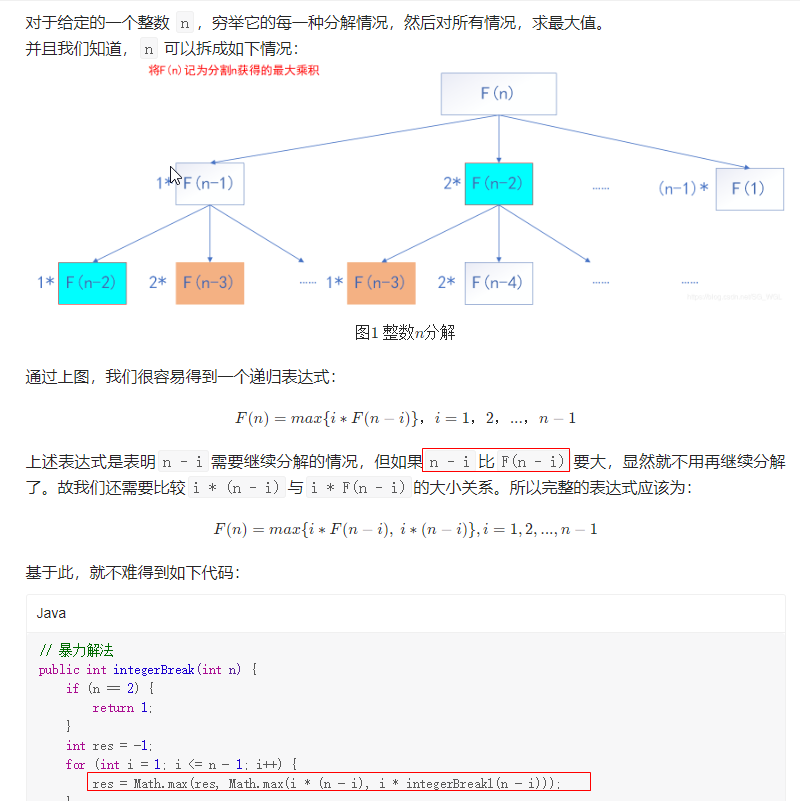 对于给定的一个整数 n ，穷举它的每一种分解情况，然后对所有情况，求最大值。
并且我们知道， n 可以拆成如下情况：
将F(n)记为分割n获得的最大乘积
F(n)
1* F(n-1) 2* F(n-2) …… (n-1)* F(1)
1* F(n-2) 2* F(n-3) …… 1* F(n-3) 2* F(n-4) …… ……
图1 整数n分解
通过上图，我们很容易得到一个递归表达式：
F(n) = max{i ∗ F(n − i)}，i = 1，2，...，n − 1
上述表达式是表明 n - i 需要继续分解的情况，但如果 n - i 比 F(n - i) 要大，显然就不用再继续分解
了。故我们还需要比较 i * (n - i) 与 i * F(n - i) 的大小关系。所以完整的表达式应该为：
F(n) = max{i ∗ F(n − i), i ∗ (n − i)}, i = 1, 2, ..., n − 1
基于此，就不难得到如下代码：
Java
// 暴力解法
public int integerBreak(int n) {
if (n == 2) {
return 1;
}
int res = -1;
for (int i = 1; i <= n - 1; i++) {
res = Math.max(res, Math.max(i * (n - i), i * integerBreak1(n - i)));